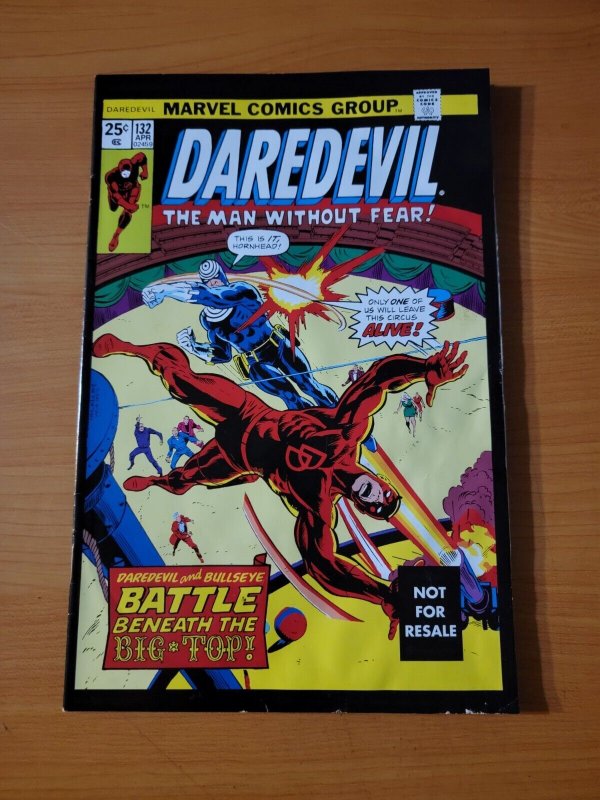 DAREDEVIL
MARVEL COMICS GROUP™
APPROVED
BY THE
COMICS
CODE
AUTHORITY
25¢
132
APR
02459
CC
TM
DAREDEVIL.
THE MAN WITHOUT FEAR!
THIS IS IT,
HORNHEAD!
ONLY ONE OF
US WILL LEAVE
THIS CIRCUS
ALIVE!
DAREDEVIL and BULLSEYE
BATTLE
BENEATH THE
BIG * TOP!
NOT
FOR
RESALE